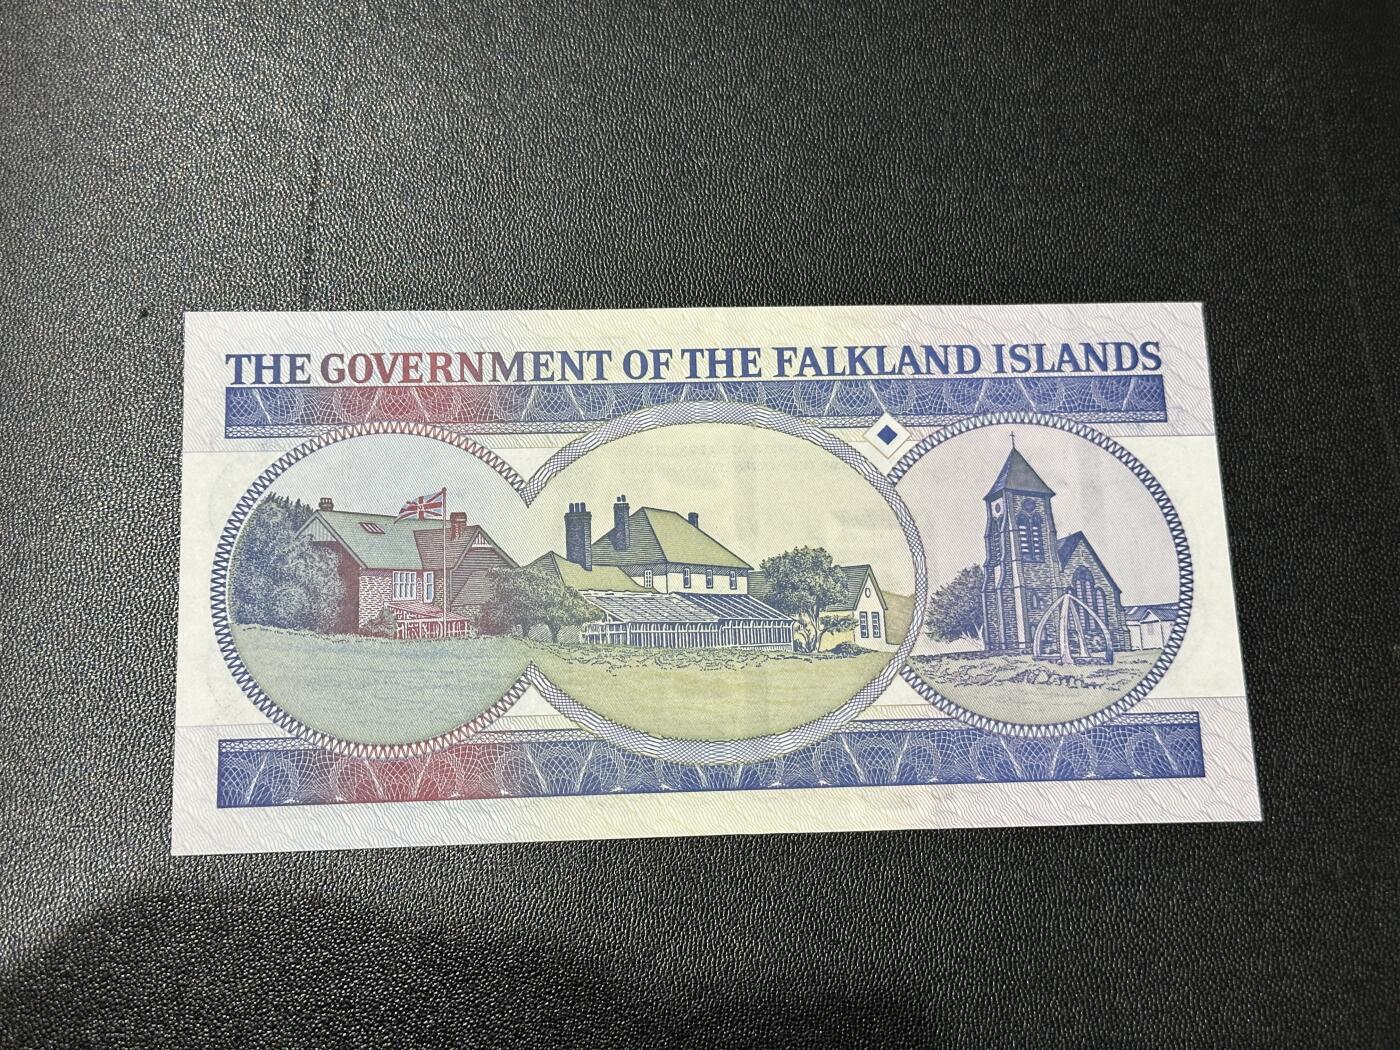 THE GOVERNMENT OF THE FALKLAND ISLANDS